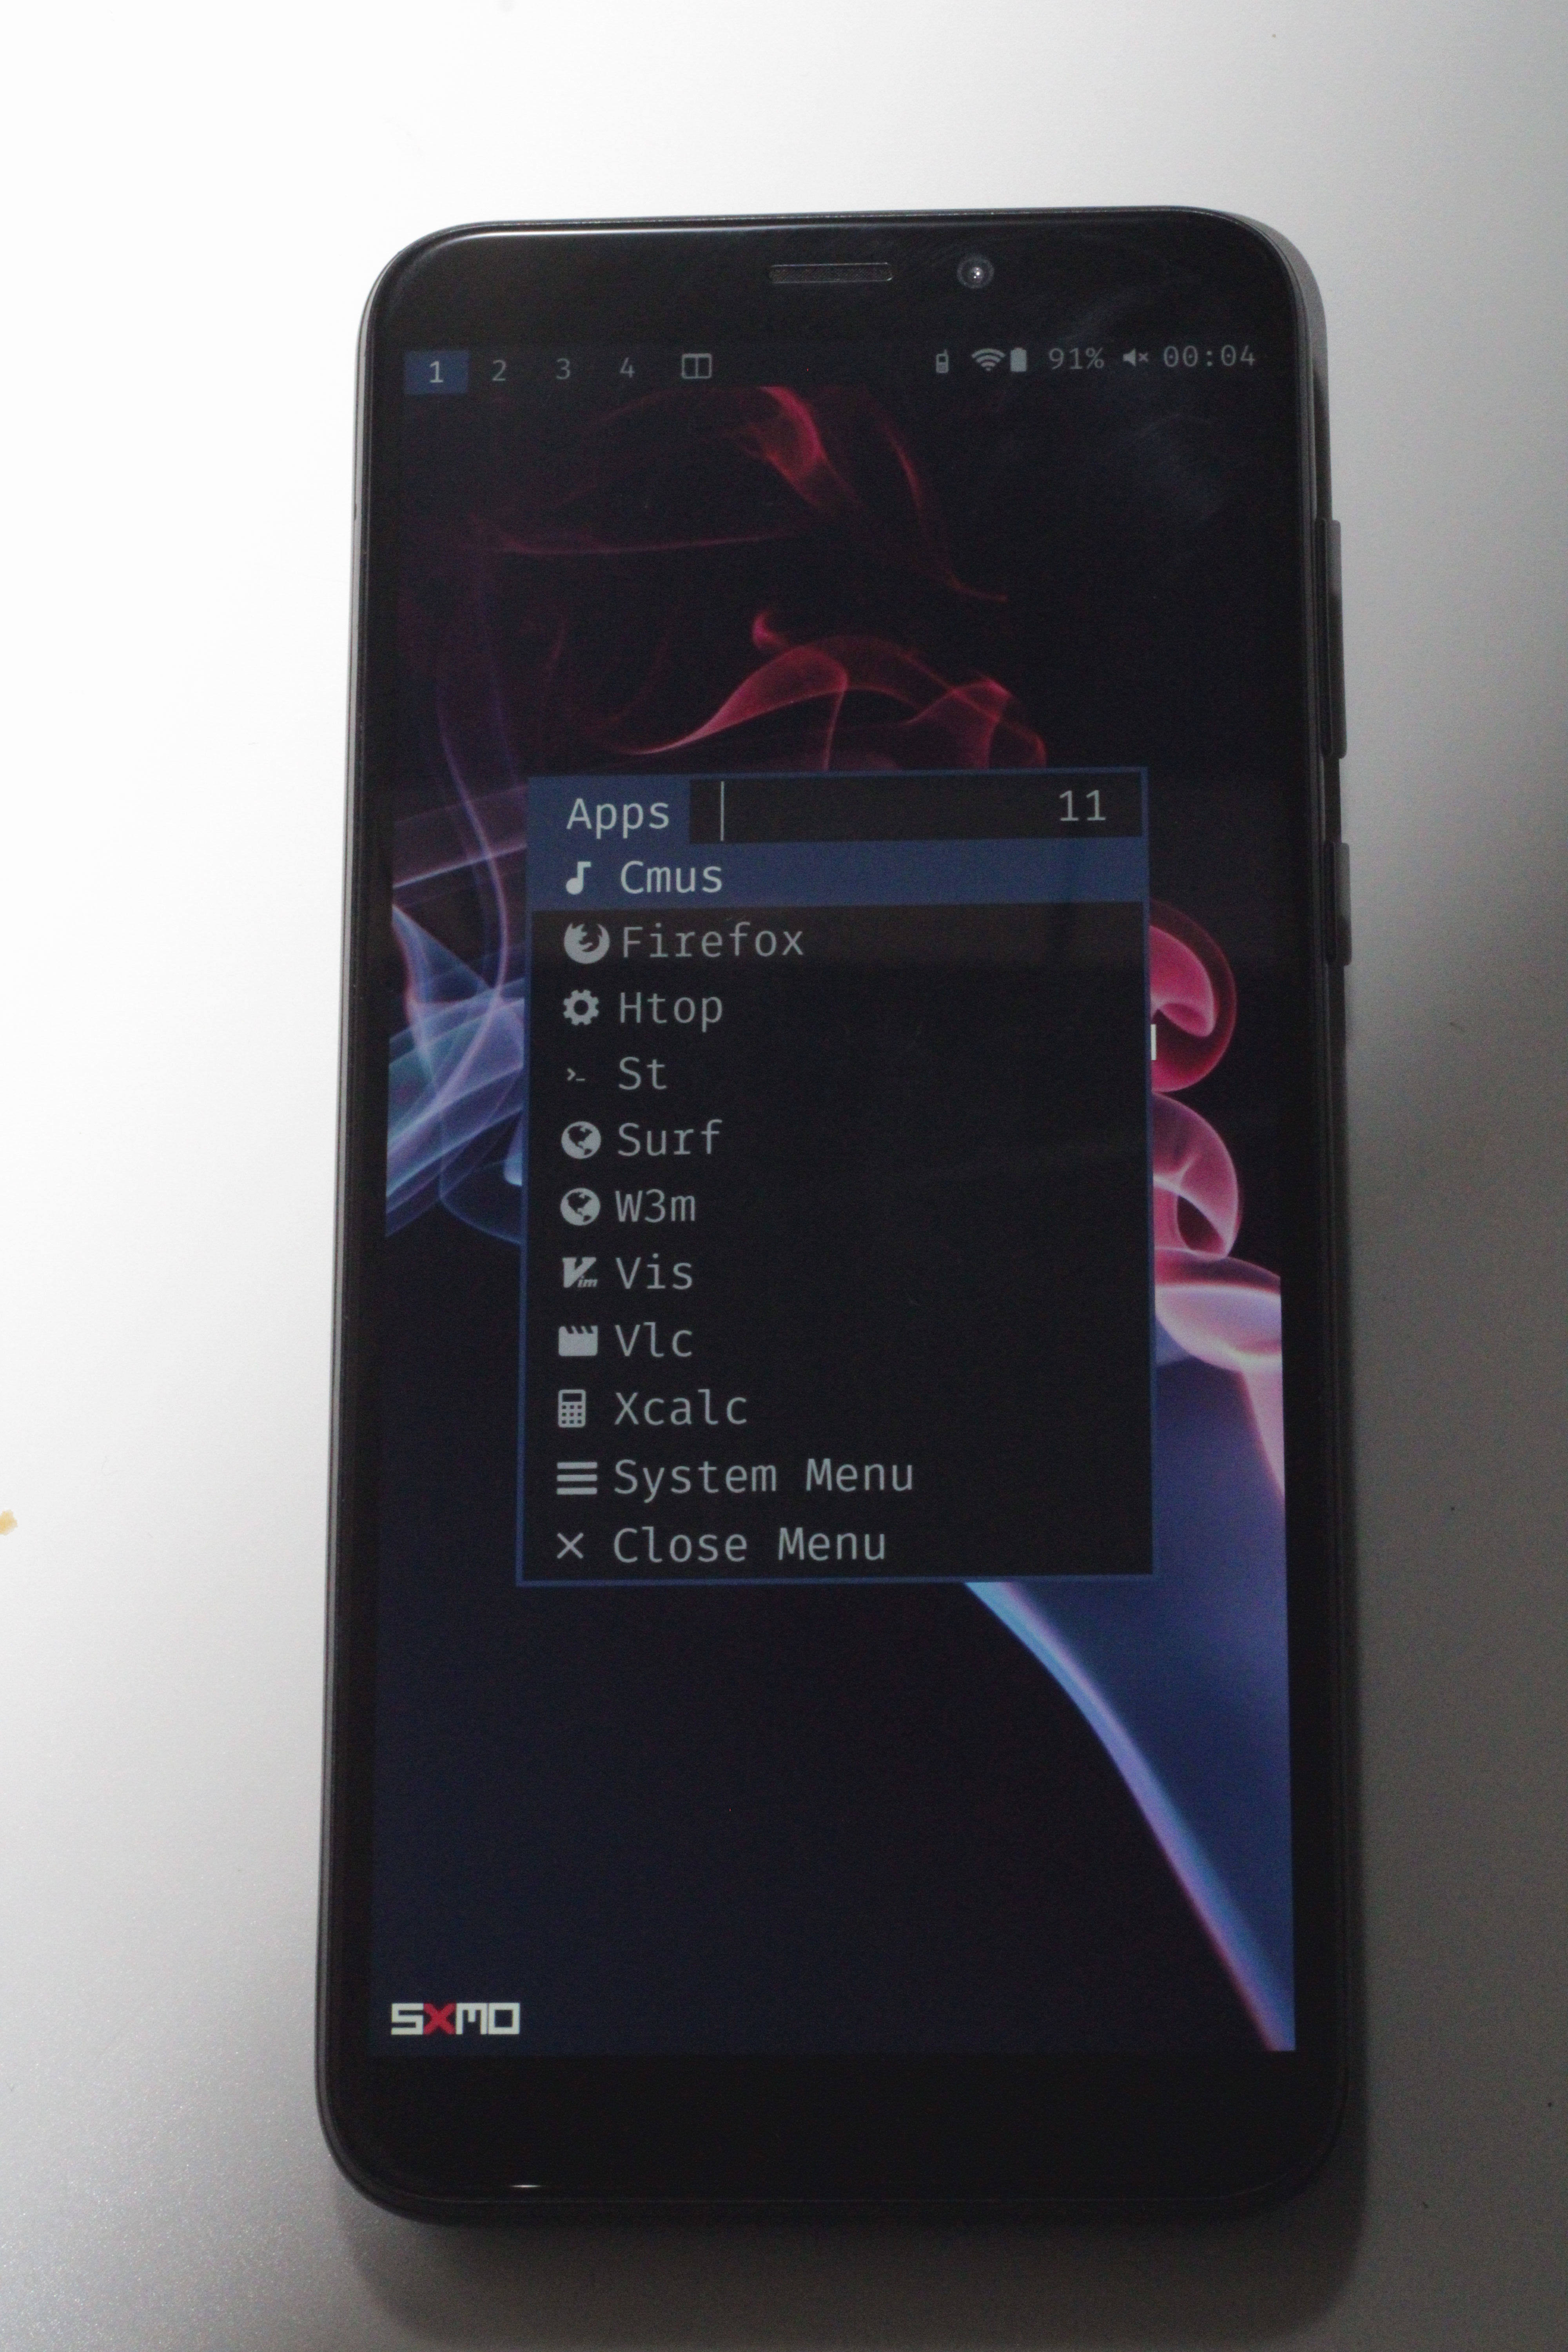 1 2 3 4 91% 00:04
Apps 11
Cmus
Firefox
Htop
St
Surf
W3m
Vis
Vlc
Xcalc
System Menu
Close Menu
SXMO